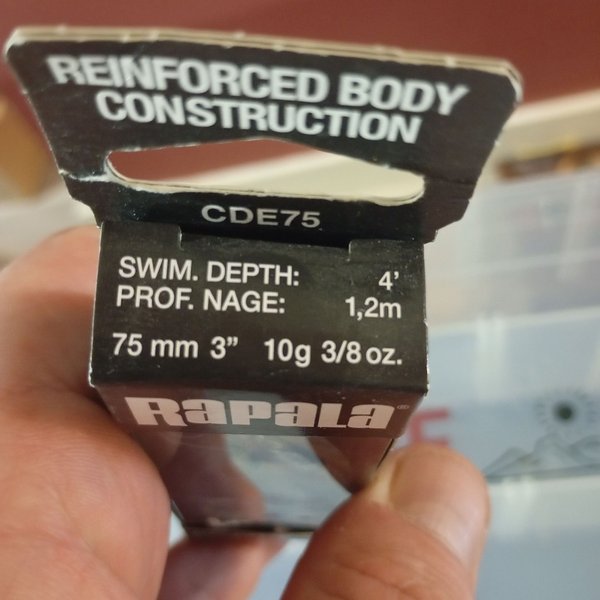 REINFORCED BODY
CONSTRUCTION
CDE75
SWIM. DEPTH: 4'
PROF. NAGE: 1,2m
75 mm 3" 10g 3/8 oz.
RAPALA®